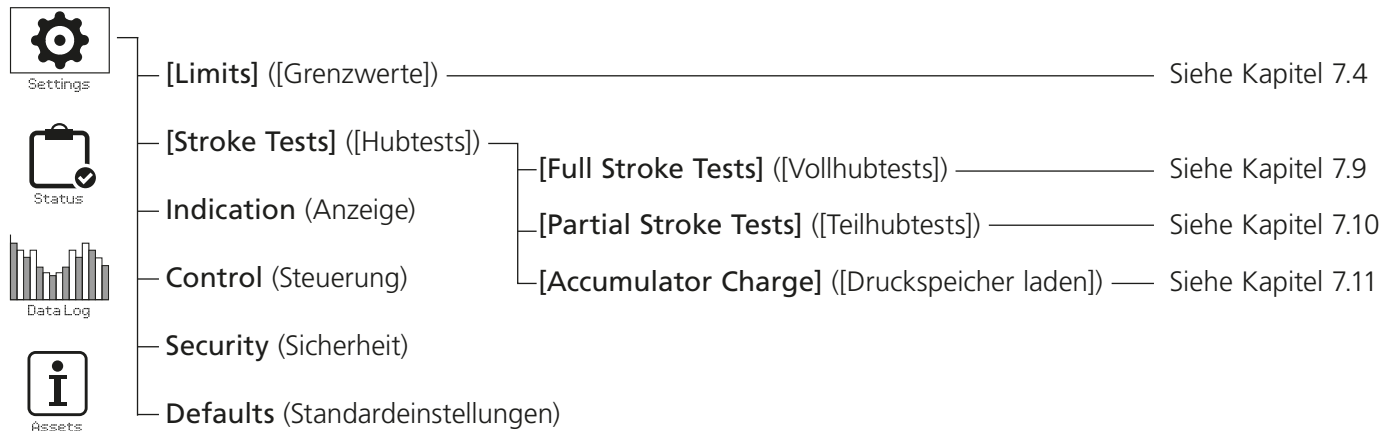 Settings
[Limits] ([Grenzwerte])
Siehe Kapitel 7.4
[Stroke Tests] ([Hubtests])
[Full Stroke Tests] ([Vollhubtests])
Siehe Kapitel 7.9
Status
Indication (Anzeige)
[Partial Stroke Tests] ([Teilhubtests])
Siehe Kapitel 7.10
Control (Steuerung)
[Accumulator Charge] ([Druckspeicher laden])
Siehe Kapitel 7.11
DataLog
Security (Sicherheit)
Defaults (Standardeinstellungen)
Assets